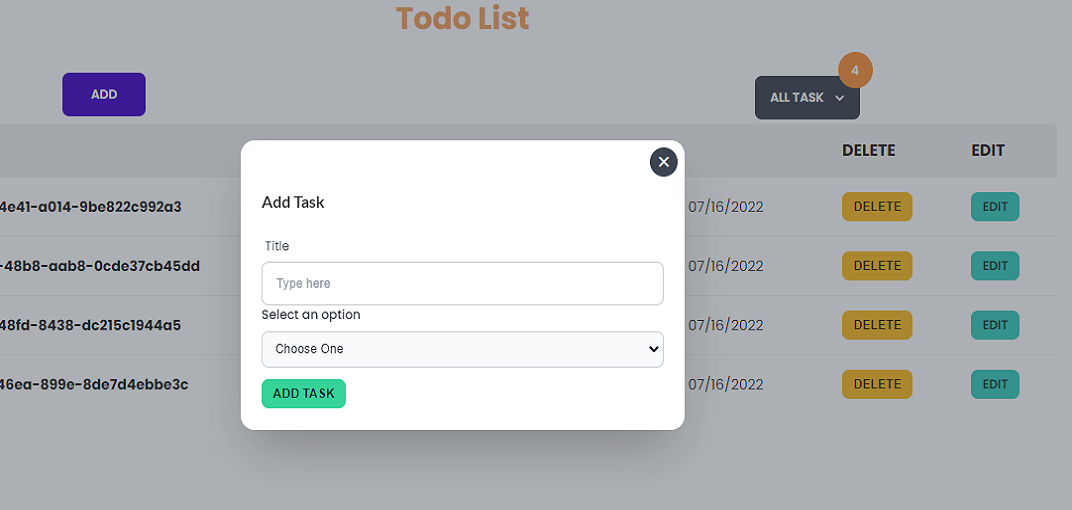 Todo List
ADD
4
ALL TASK
DELETE EDIT
4e41-a014-9be822c992a3 07/16/2022 DELETE EDIT
-48b8-aab8-0cde37cb45dd 07/16/2022 DELETE EDIT
48fd-8438-dc215c1944a5 07/16/2022 DELETE EDIT
46ea-899e-8de7d4ebbe3c 07/16/2022 DELETE EDIT
Add Task
Title
Type here
Select an option
Choose One
ADD TASK